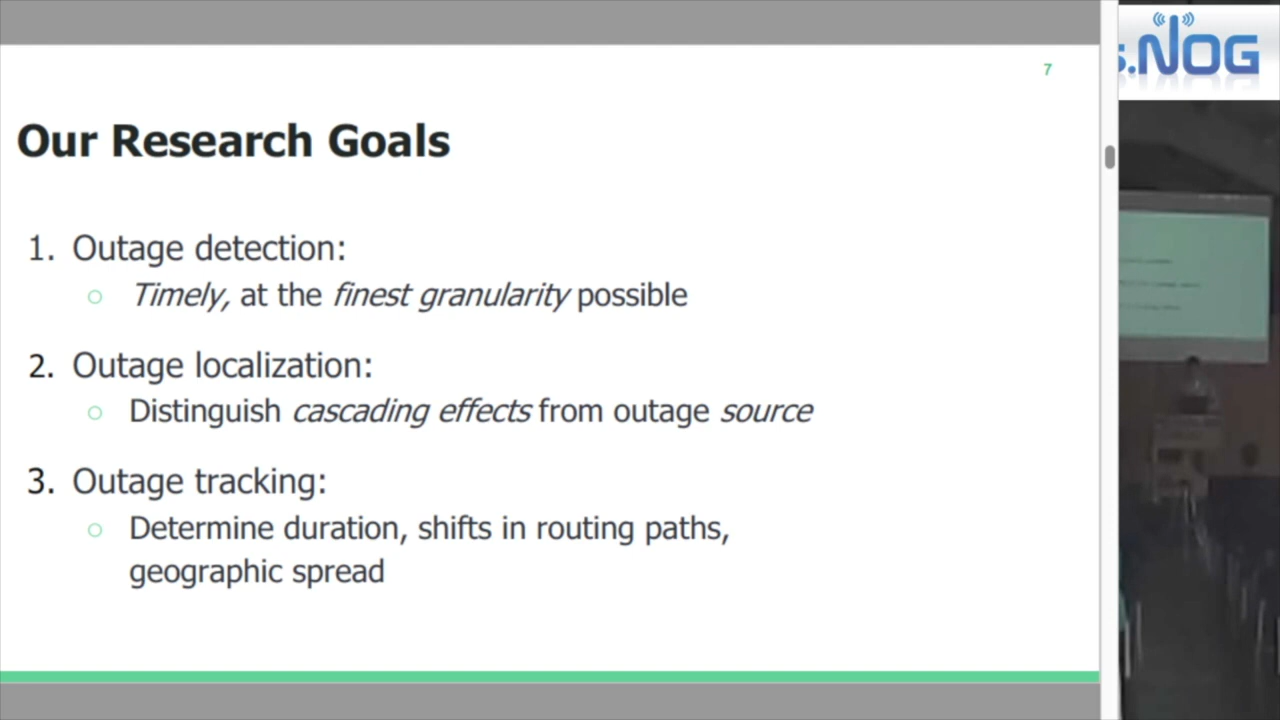 7
Our Research Goals
1. Outage detection:
○ Timely, at the finest granularity possible
2. Outage localization:
○ Distinguish cascading effects from outage source
3. Outage tracking:
○ Determine duration, shifts in routing paths,
geographic spread
s.NOG